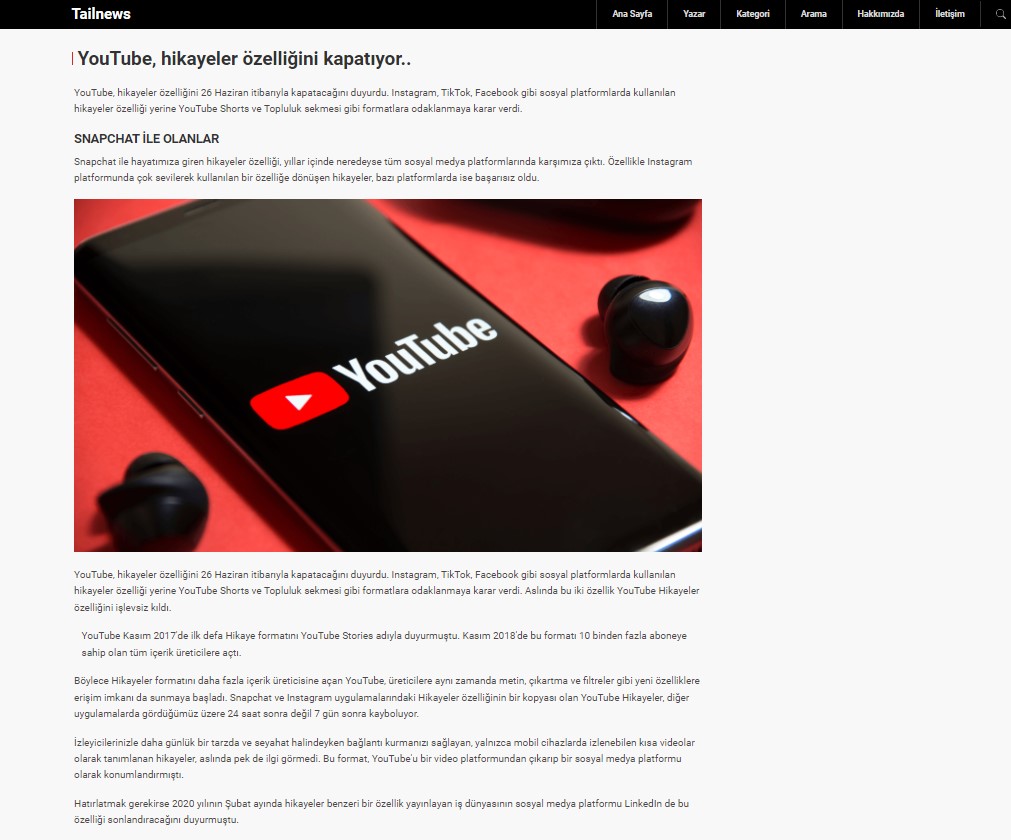 Tailnews
Ana Sayfa
Yazar
Kategori
Arama
Hakkımızda
İletişim
YouTube, hikayeler özelliğini kapatıyor..
YouTube, hikayeler özelliğini 26 Haziran itibarıyla kapatacağını duyurdu. Instagram, TikTok, Facebook gibi sosyal platformlarda kullanılan
hikayeler özelliği yerine YouTube Shorts ve Topluluk sekmesi gibi formatlara odaklanmaya karar verdi.
SNAPCHAT İLE OLANLAR
Snapchat ile hayatımıza giren hikayeler özelliği, yıllar içinde neredeyse tüm sosyal medya platformlarında karşımıza çıktı. Özellikle Instagram
platformunda çok sevilerek kullanılan bir özelliğe dönüşen hikayeler, bazı platformlarda ise başarısız oldu.
YouTube
YouTube, hikayeler özelliğini 26 Haziran itibarıyla kapatacağını duyurdu. Instagram, TikTok, Facebook gibi sosyal platformlarda kullanılan
hikayeler özelliği yerine YouTube Shorts ve Topluluk sekmesi gibi formatlara odaklanmaya karar verdi. Aslında bu iki özellik YouTube Hikayeler
özelliğini işlevsiz kıldı.
YouTube Kasım 2017'de ilk defa Hikaye formatını YouTube Stories adıyla duyurmuştu. Kasım 2018'de bu formatı 10 binden fazla aboneye
sahip olan tüm içerik üreticilere açtı.
Böylece Hikayeler formatını daha fazla içerik üreticisine açan YouTube, üreticilere aynı zamanda metin, çıkartma ve filtreler gibi yeni özelliklere
erişim imkanı da sunmaya başladı. Snapchat ve Instagram uygulamalarındaki Hikayeler özelliğinin bir kopyası olan YouTube Hikayeler, diğer
uygulamalarda gördüğümüz üzere 24 saat sonra değil 7 gün sonra kayboluyor.
İzleyicilerinizle daha günlük bir tarzda ve seyahat halindeyken bağlantı kurmanızı sağlayan, yalnızca mobil cihazlarda izlenebilen kısa videolar
olarak tanımlanan hikayeler, aslında pek de ilgi görmedi. Bu format, YouTube'u bir video platformundan çıkarıp bir sosyal medya platformu
olarak konumlandırmıştı.
Hatırlatmak gerekirse 2020 yılının Şubat ayında hikayeler benzeri bir özellik yayınlayan iş dünyasının sosyal medya platformu LinkedIn de bu
özelliği sonlandıracağını duyurmuştu.